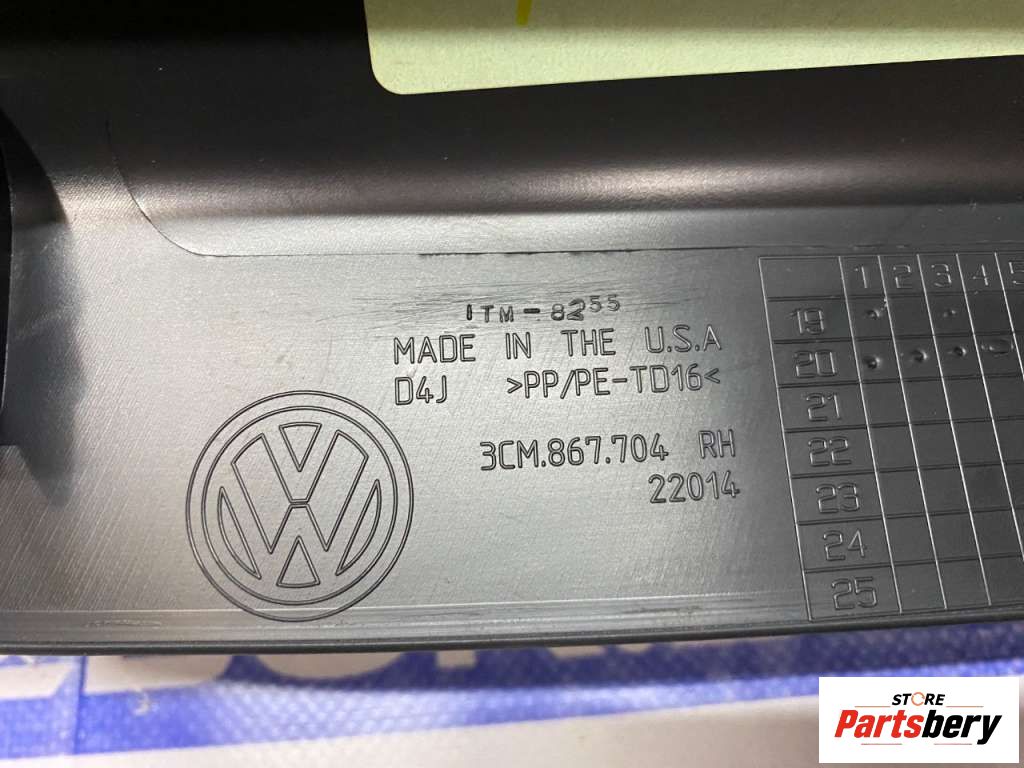 ITM-8255
MADE IN THE U.S.A
D4J >PP/PE-TD16<
3CM.867.704 RH
22014
1 2 3 4 5
19
20
21
22
23
24
25
STORE
Partsbery